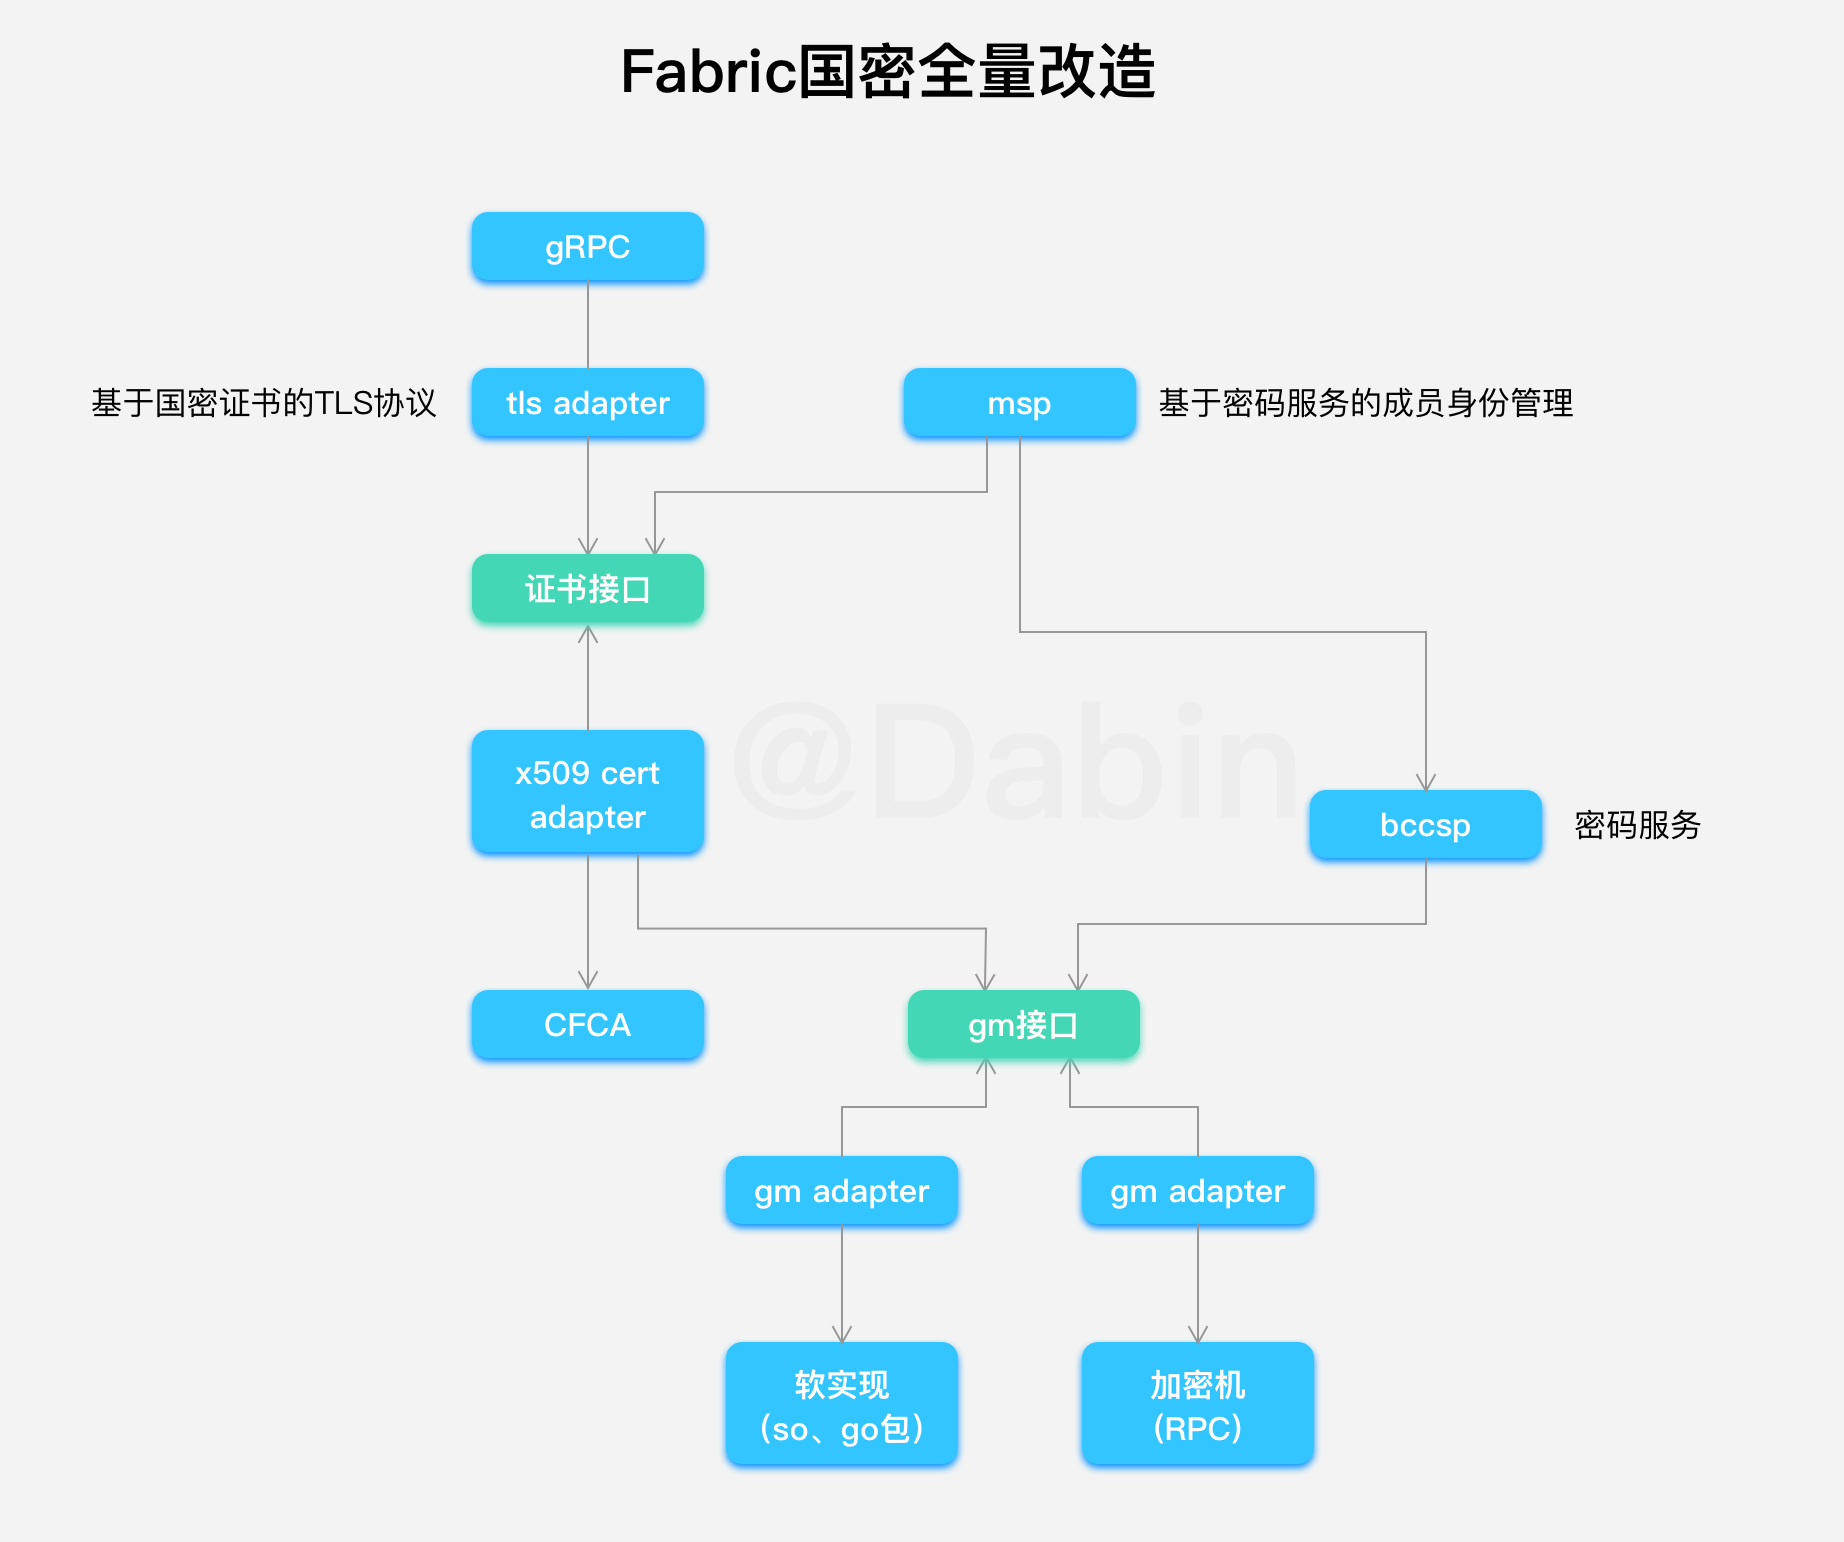 Fabric国密全量改造
gRPC
基于国密证书的TLS协议
tls adapter
msp
基于密码服务的成员身份管理
证书接口
@Dabin
x509 cert
adapter
bccsp
密码服务
CFCA
gm接口
gm adapter
gm adapter
软实现
（so、go包）
加密机
（RPC）